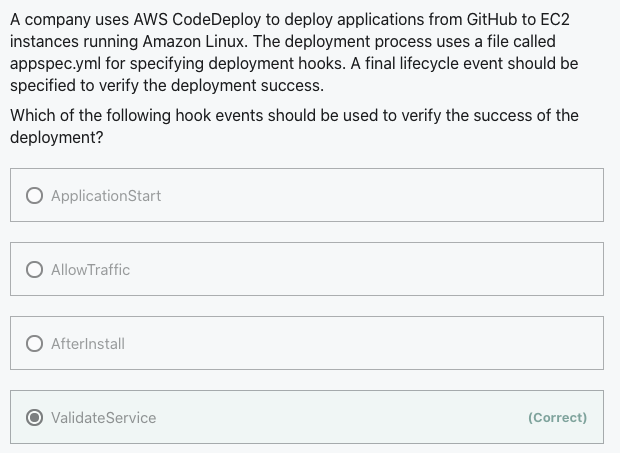 A company uses AWS CodeDeploy to deploy applications from GitHub to EC2
instances running Amazon Linux. The deployment process uses a file called
appspec.yml for specifying deployment hooks. A final lifecycle event should be
specified to verify the deployment success.
Which of the following hook events should be used to verify the success of the
deployment?
ApplicationStart
AllowTraffic
AfterInstall
ValidateService (Correct)